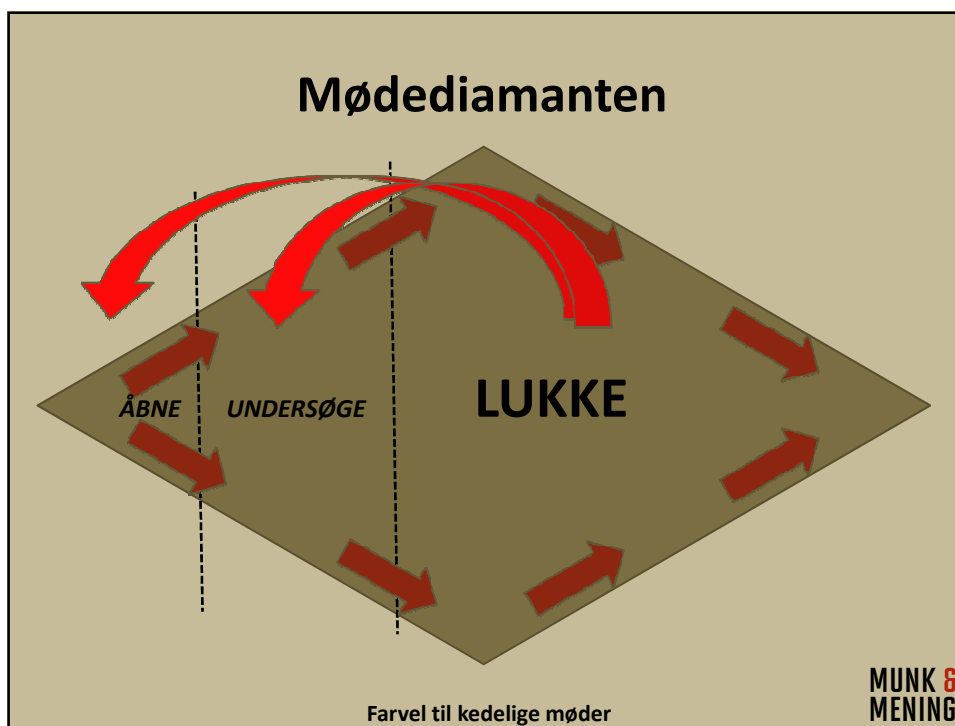 Mødediamanten
ÅBNE
UNDERSØGE
LUKKE
Farvel til kedelige møder
MUNK &
MENING